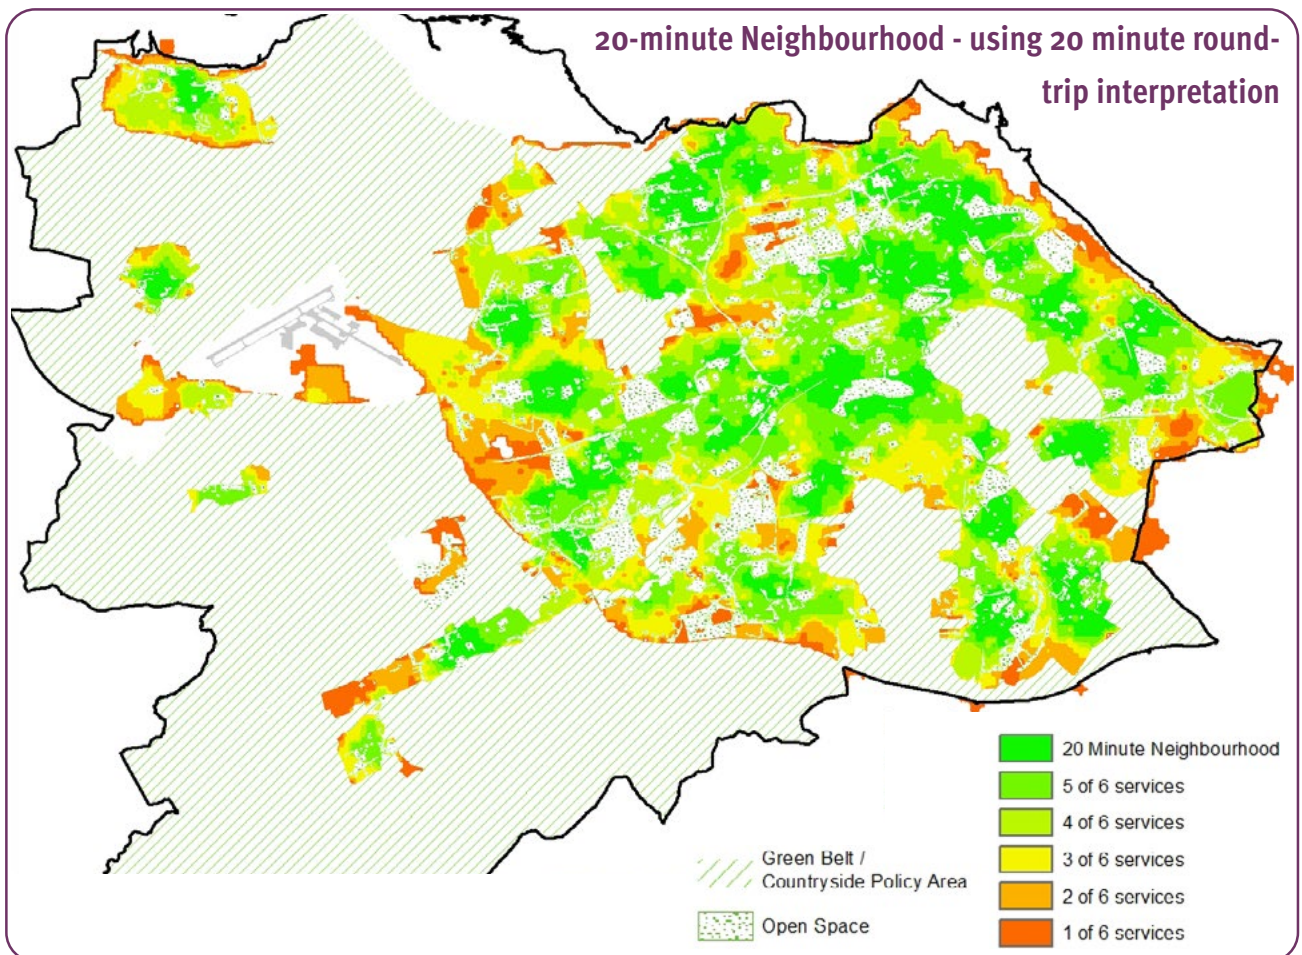 20-minute Neighbourhood - using 20 minute round-
trip interpretation
20 Minute Neighbourhood
5 of 6 services
4 of 6 services
3 of 6 services
2 of 6 services
1 of 6 services
Green Belt /
Countryside Policy Area
Open Space